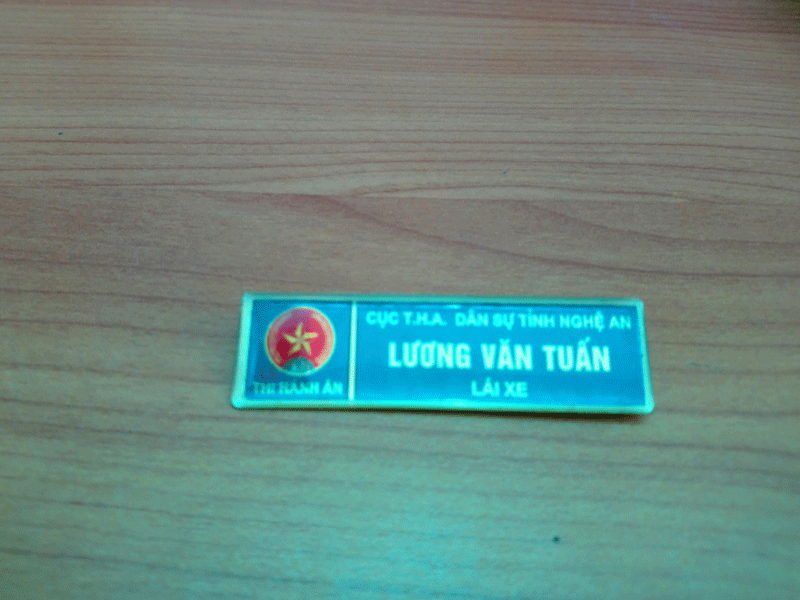 CỤC T.H.A. DÂN SỰ TỈNH NGHỆ AN
LƯƠNG VĂN TUẤN
LÁI XE
THI HÀNH ÁN